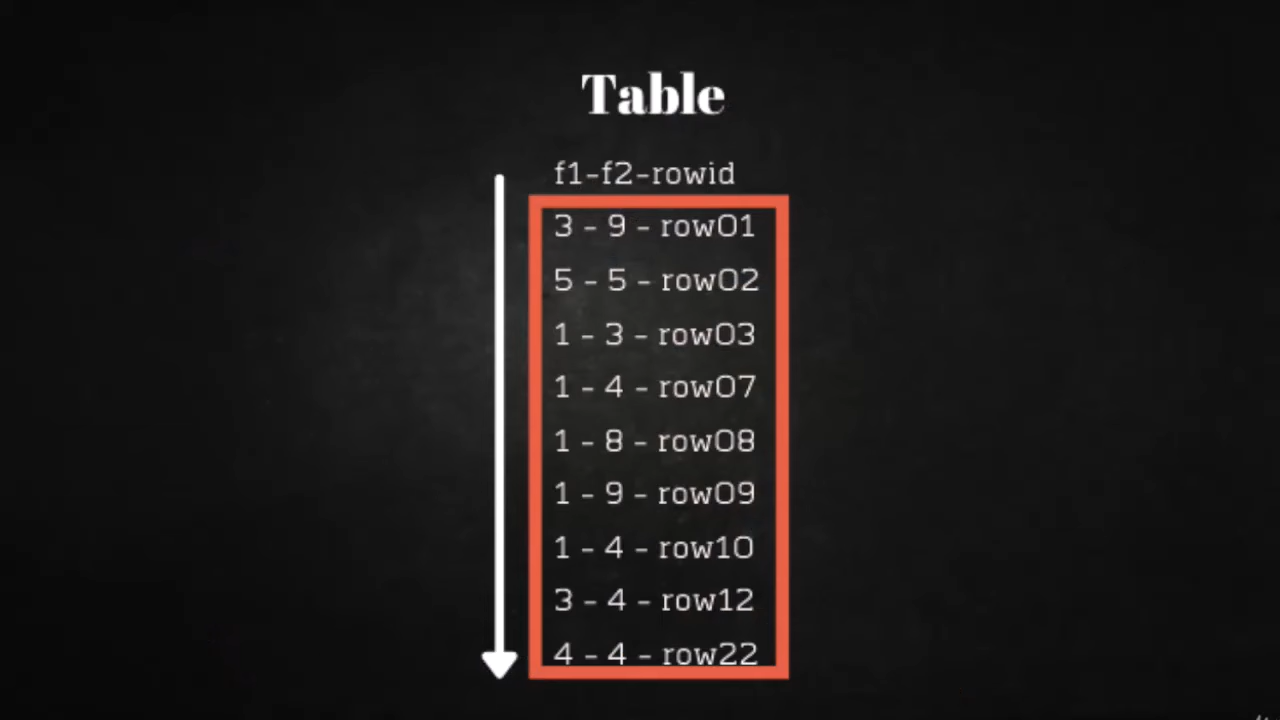 Table
f1-f2-rowid
3 - 9 - row01
5 - 5 - row02
1 - 3 - row03
1 - 4 - row07
1 - 8 - row08
1 - 9 - row09
1 - 4 - row10
3 - 4 - row12
4 - 4 - row22